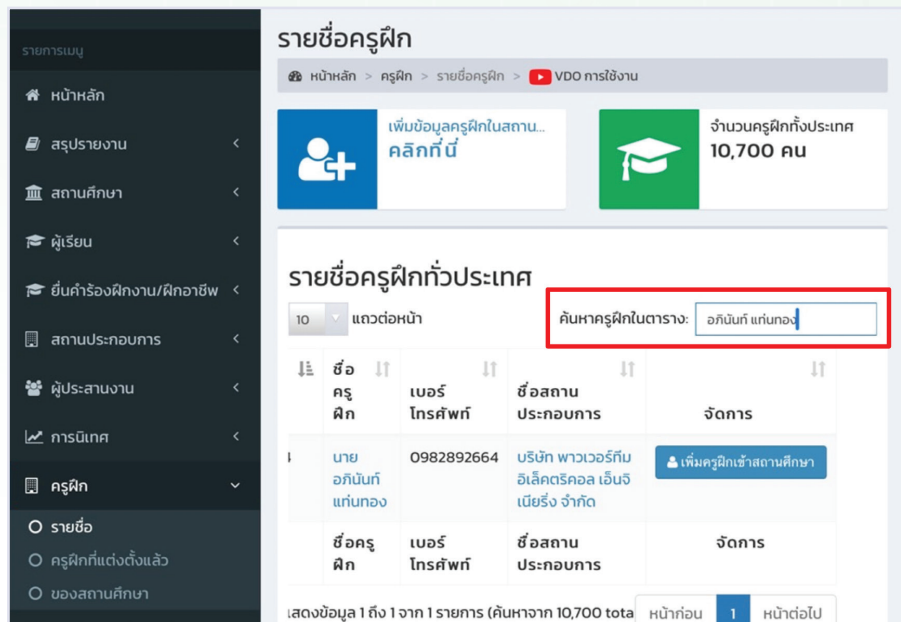 รายการเมนู
หน้าหลัก
สรุปรายงาน
สถานศึกษา
ผู้เรียน
ยื่นคำร้องฝึกงาน/ฝึกอาชีพ
สถานประกอบการ
ผู้ประสานงาน
การนิเทศ
ครูฝึก
รายชื่อ
ครูฝึกที่แต่งตั้งแล้ว
ของสถานศึกษา
รายชื่อครูฝึก
หน้าหลัก > ครูฝึก > รายชื่อครูฝึก > VDO การใช้งาน
เพิ่มข้อมูลครูฝึกในสถาน...
คลิกที่นี่
จำนวนครูฝึกทั้งประเทศ
10,700 คน
รายชื่อครูฝึกทั่วประเทศ
10 แถวต่อหน้า
ค้นหาครูฝึกในตาราง: อภินันท์ แท่นทอง
ชื่อ
ครู
ฝึก
เบอร์
โทรศัพท์
ชื่อสถาน
ประกอบการ
จัดการ
นาย
อภินันท์
แท่นทอง
0982892664
บริษัท พาวเวอร์ทีม
อิเล็คตริคอล เอ็นจิ
เนียริ่ง จำกัด
เพิ่มครูฝึกเข้าสถานศึกษา
ชื่อครู
ฝึก
เบอร์
โทรศัพท์
ชื่อสถาน
ประกอบการ
จัดการ
แสดงข้อมูล 1 ถึง 1 จาก 1 รายการ (ค้นหาจาก 10,700 tota
หน้าก่อน 1 หน้าต่อไป